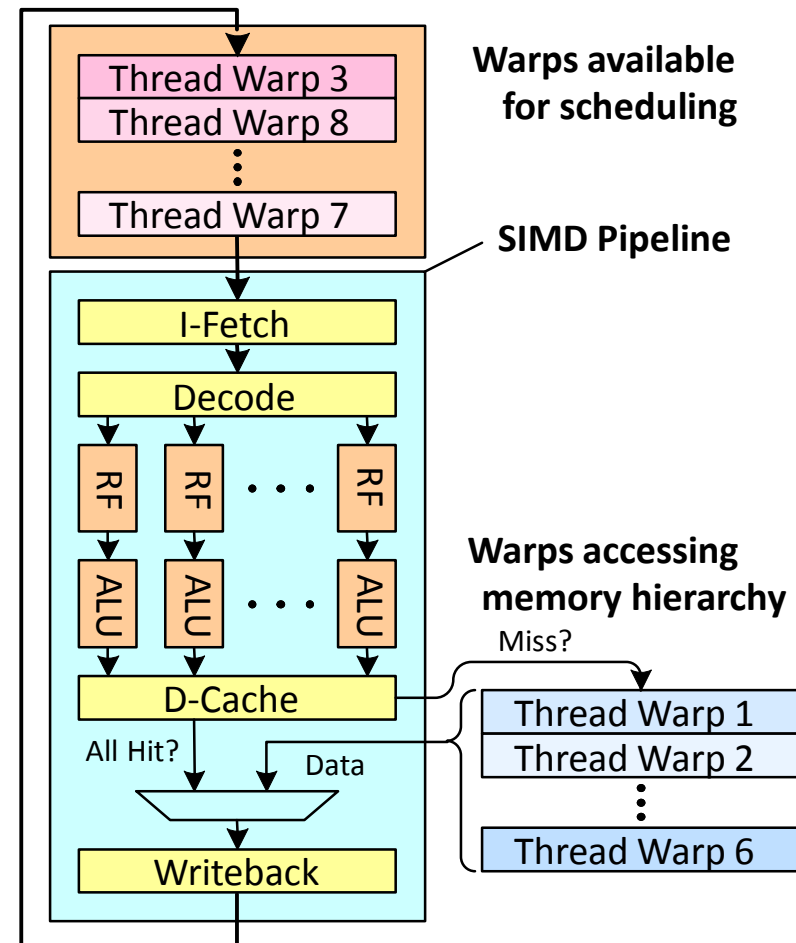 Thread Warp 3
Thread Warp 8
Thread Warp 7
Warps available
for scheduling
SIMD Pipeline
I-Fetch
Decode
RF
RF
RF
ALU
ALU
ALU
Warps accessing
memory hierarchy
Miss?
D-Cache
Thread Warp 1
Thread Warp 2
Thread Warp 6
All Hit?
Data
Writeback